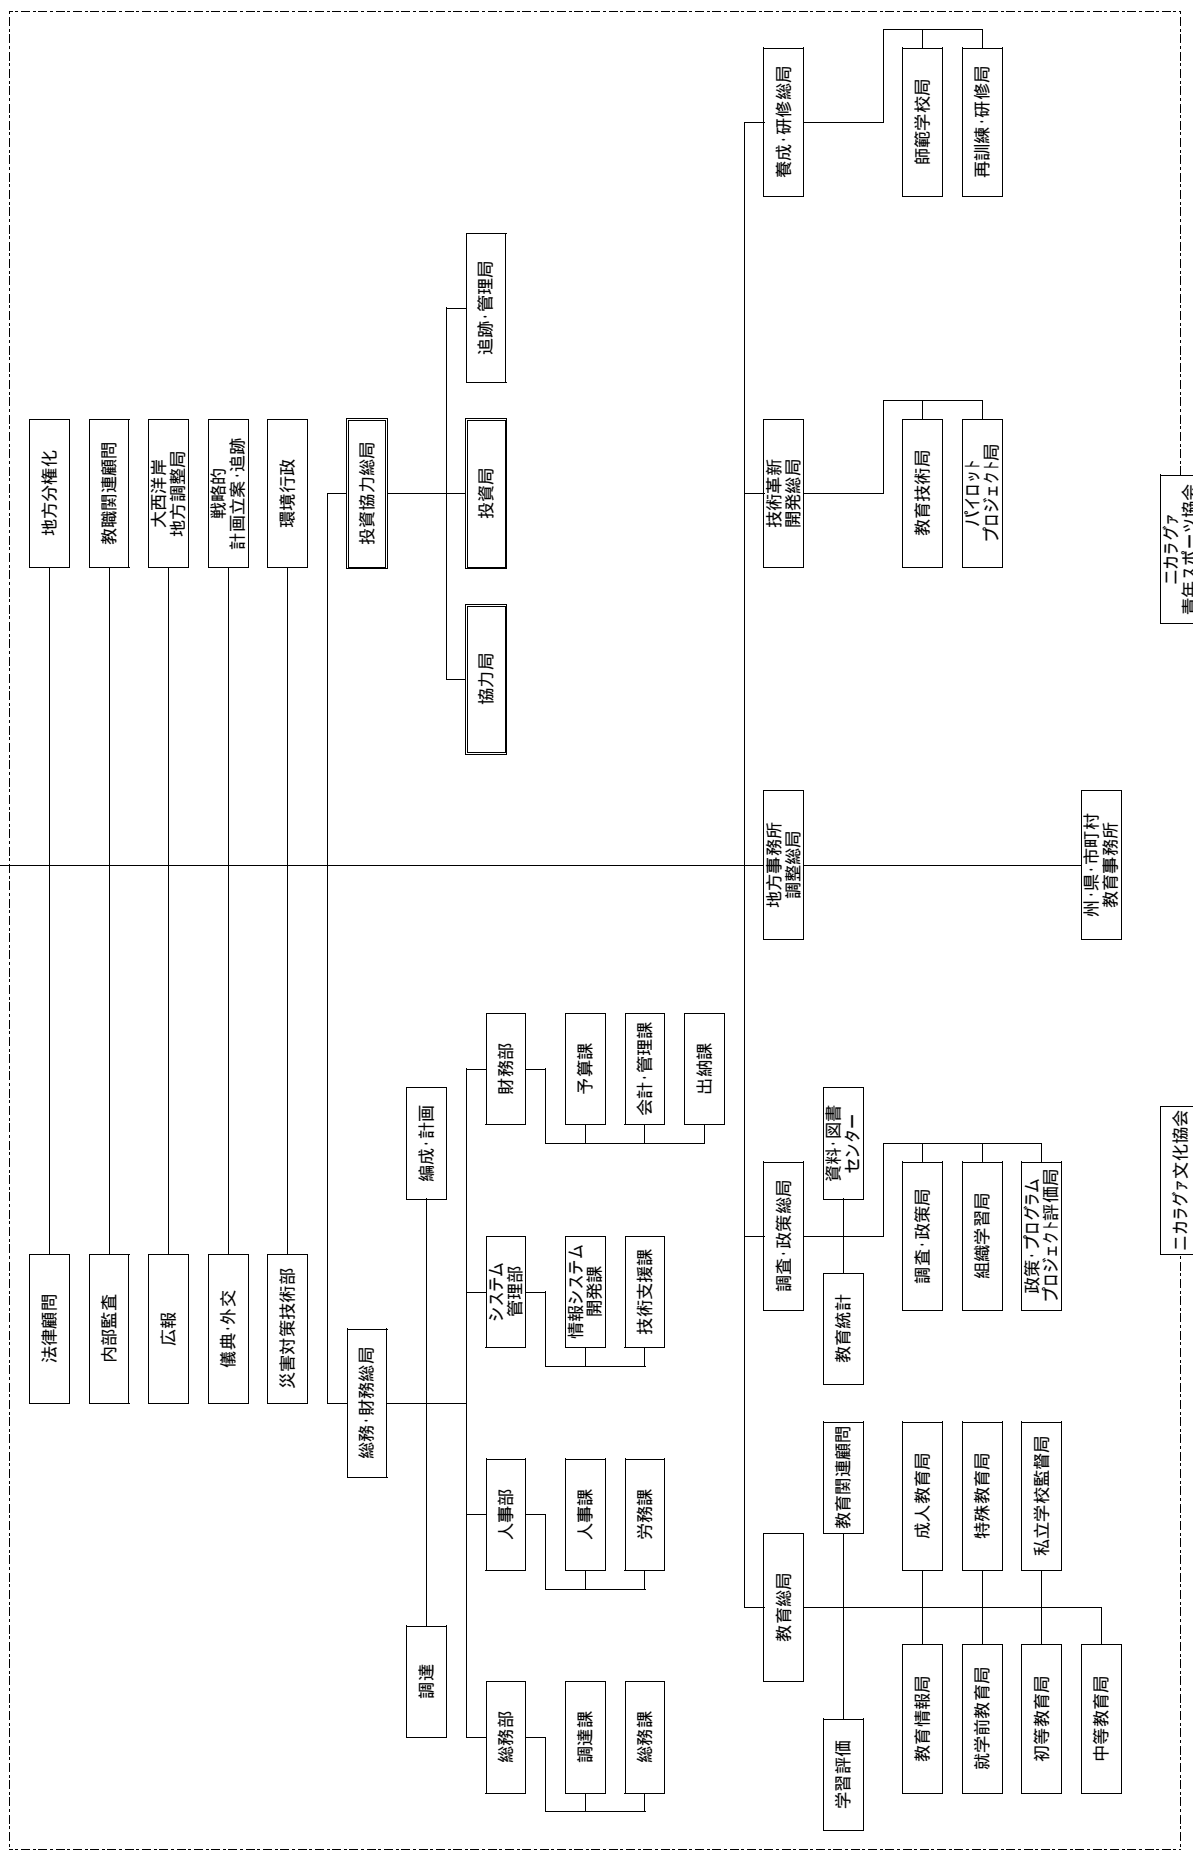 法律顧問
地方分権化
内部監査
教職関連顧問
広報
大西洋岸
地方調整局
儀典・外交
戦略的
計画立案・追跡
災害対策技術部
環境行政
総務・財務総局
投資協力総局
調達
編成・計画
協力局
投資局
追跡・管理局
総務部
人事部
システム
管理部
財務部
調達課
人事課
情報システム
開発課
予算課
総務課
労務課
技術支援課
会計・管理課
出納課
教育総局
調査・政策総局
地方事務所
調整総局
技術革新
開発総局
養成・研修総局
学習評価
教育関連顧問
教育統計
資料・図書
センター
教育情報局
成人教育局
調査・政策局
教育技術局
師範学校局
就学前教育局
特殊教育局
組織学習局
パイロット
プロジェクト局
再訓練・研修局
初等教育局
私立学校監督局
政策・プログラム
プロジェクト評価局
中等教育局
州・県・市町村
教育事務所
ニカラグァ文化協会
ニカラグァ
青年スポーツ協会